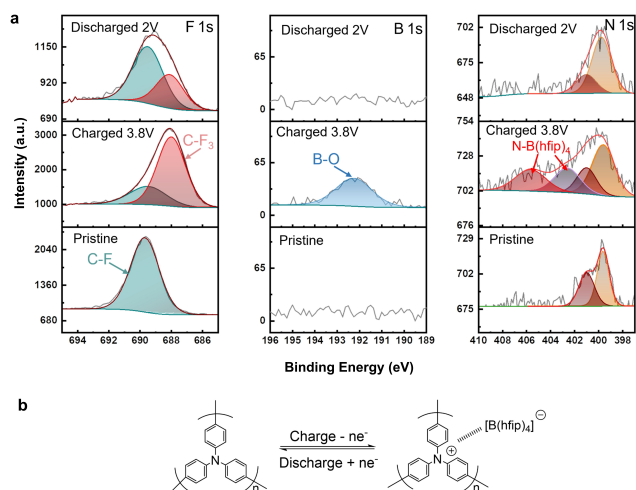 a
Discharged 2V F 1s
1150
920
690
Charged 3.8V
3000
2000
1000
C-F3
Pristine
2040
1360
680
C-F
694 692 690 688 686
Intensity (a.u.)
Discharged 2V B 1s
65
0
Charged 3.8V
65
0
B-O
Pristine
65
0
196 195 194 193 192 191 190 189
Binding Energy (eV)
Discharged 2V N 1s
702
675
648
754
Charged 3.8V
728
702
676
N-B(hfip)4
Pristine
729
702
675
410 408 406 404 402 400 398
b
Charge - ne-
Discharge + ne-
N
n
N
+
n
[B(hfip)4]
−